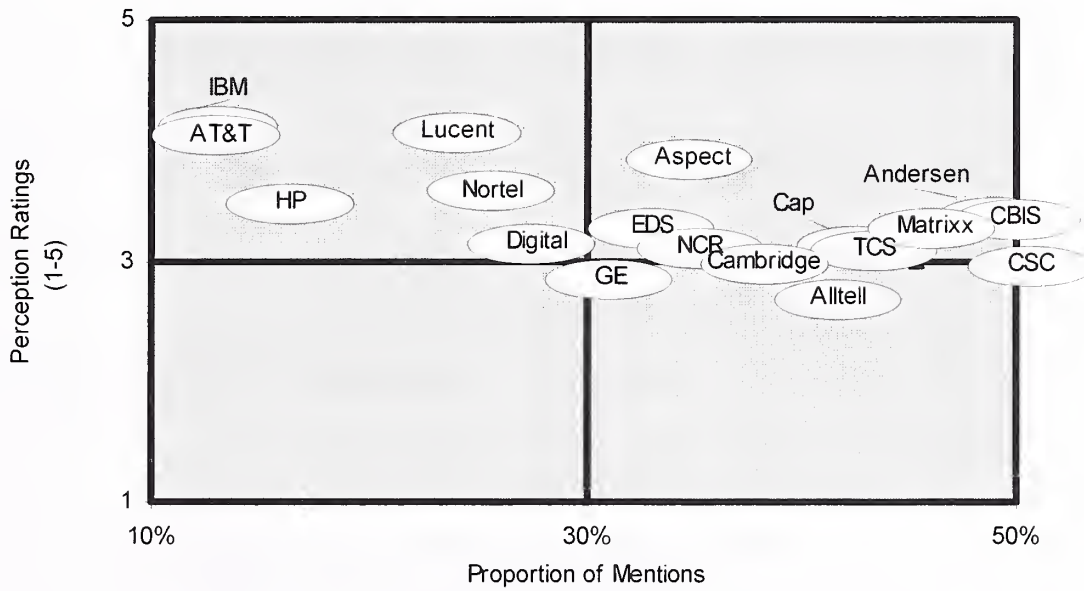 5
IBM
AT&T
Lucent
Aspect
Andersen
HP
Nortel
Cap
CBIS
Matrixx
EDS
Digital
NCR
TCS
Perception Ratings
(1-5)
3
Cambridge
CSC
GE
Alltell
1
10%
30%
50%
Proportion of Mentions